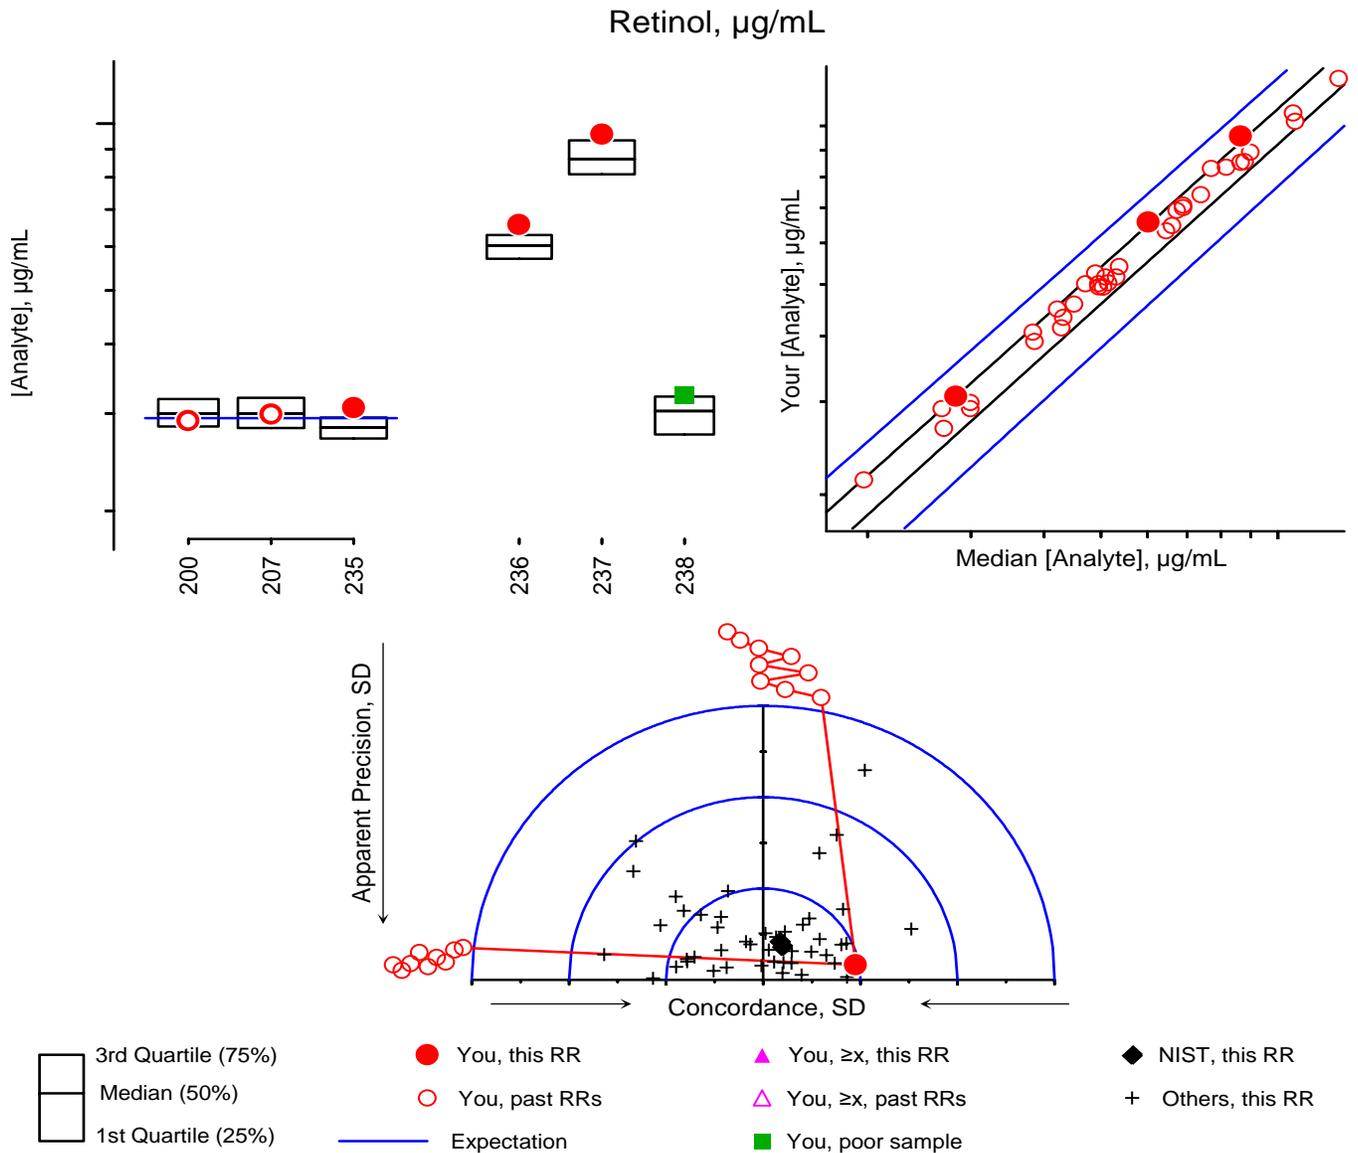 Retinol, µg/mL
[Analyte], µg/mL
200
207
235
236
237
238
Your [Analyte], µg/mL
Median [Analyte], µg/mL
Apparent Precision, SD
Concordance, SD
3rd Quartile (75%)
Median (50%)
1st Quartile (25%)
You, this RR
You, past RRs
Expectation
You, ≥x, this RR
You, ≥x, past RRs
You, poor sample
NIST, this RR
Others, this RR